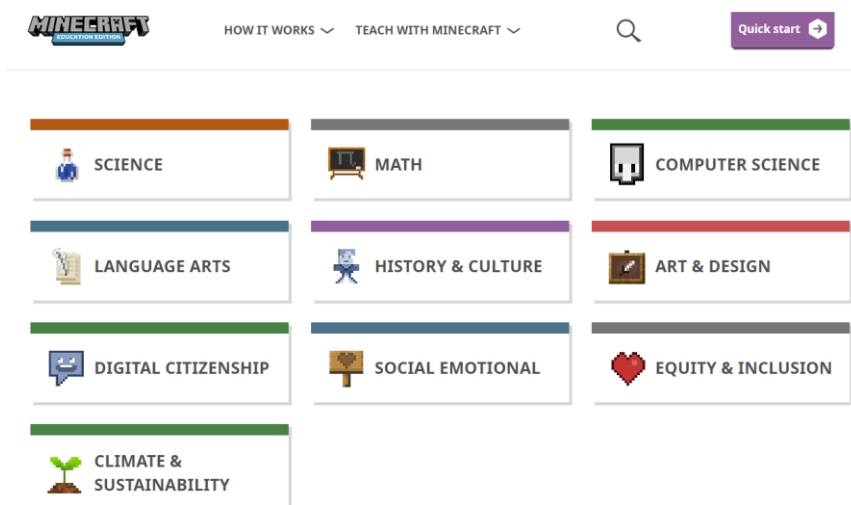 MINECRAFT
EDUCATION EDITION
HOW IT WORKS
TEACH WITH MINECRAFT
Quick start
SCIENCE
MATH
COMPUTER SCIENCE
LANGUAGE ARTS
HISTORY & CULTURE
ART & DESIGN
DIGITAL CITIZENSHIP
SOCIAL EMOTIONAL
EQUITY & INCLUSION
CLIMATE &
SUSTAINABILITY